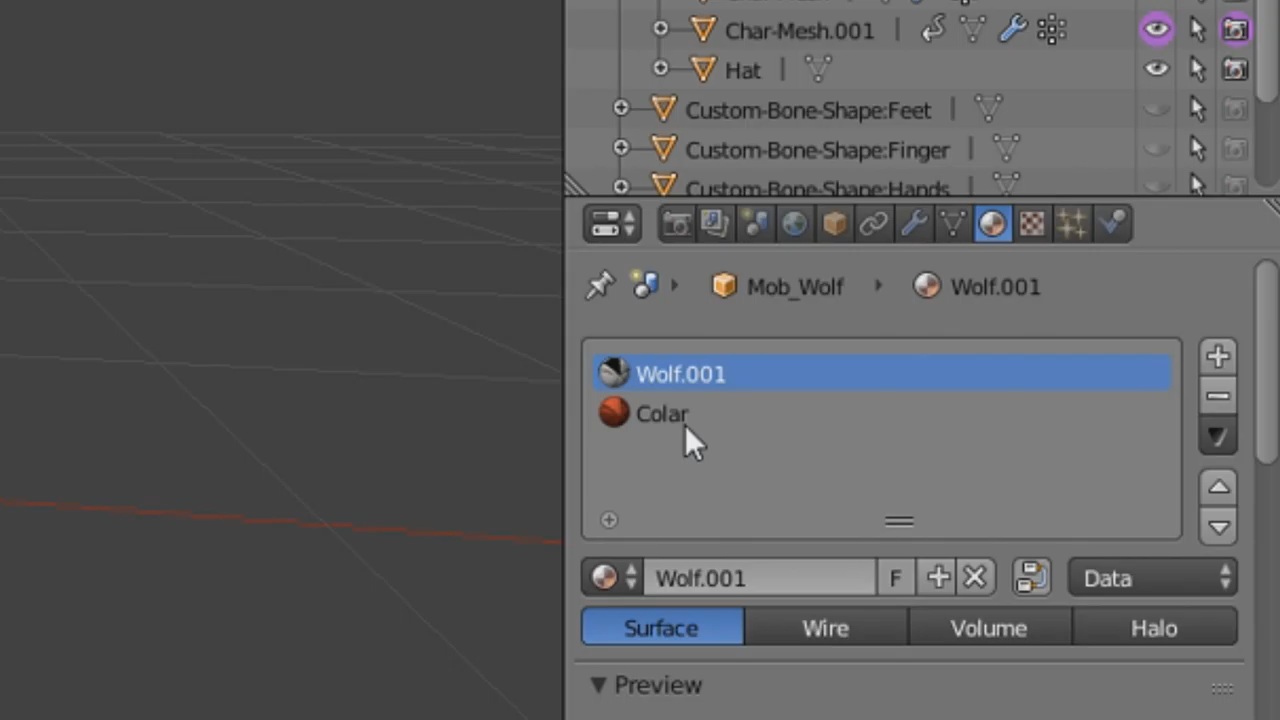 Char-Mesh.001
Hat
Custom-Bone-Shape:Feet
Custom-Bone-Shape:Finger
Custom-Bone-Shape:Hands
Mob_Wolf Wolf.001
Wolf.001
Colar
Wolf.001 F Data
Surface Wire Volume Halo
Preview